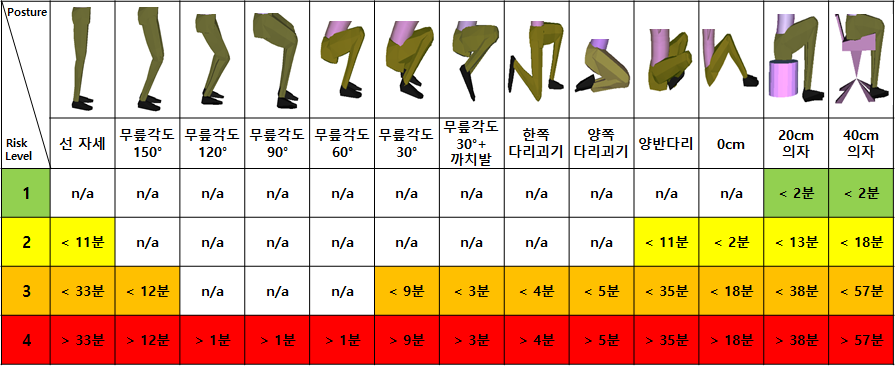 Posture
Risk
Level
선 자세
무릎각도
150°
무릎각도
120°
무릎각도
90°
무릎각도
60°
무릎각도
30°
무릎각도
30°+
까치발
한쪽
다리괴기
양쪽
다리괴기
양반다리
0cm
20cm
의자
40cm
의자
1 n/a n/a n/a n/a n/a n/a n/a n/a n/a n/a n/a < 2분 < 2분
2 < 11분 n/a n/a n/a n/a n/a n/a n/a n/a < 11분 < 2분 < 13분 < 18분
3 < 33분 < 12분 n/a n/a n/a < 9분 < 3분 < 4분 < 5분 < 35분 < 18분 < 38분 < 57분
4 > 33분 > 12분 > 1분 > 1분 > 1분 > 9분 > 3분 > 4분 > 5분 > 35분 > 18분 > 38분 > 57분